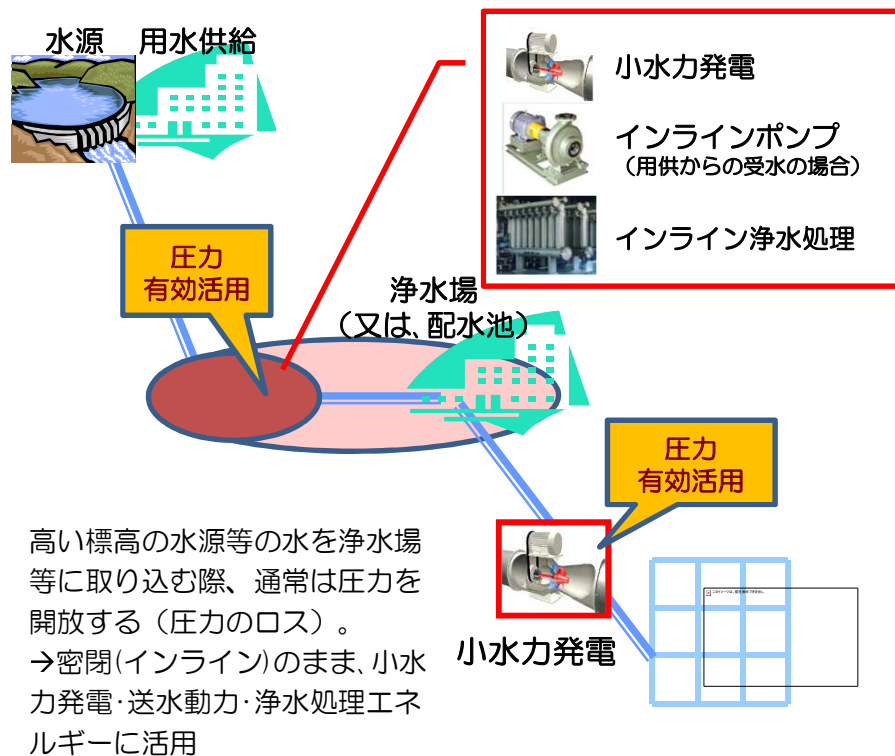 水源 用水供給
小水力発電
インラインポンプ
（用供からの受水の場合）
インライン浄水処理
圧力
有効活用
浄水場
（又は、配水池）
圧力
有効活用
高い標高の水源等の水を浄水場
等に取り込む際、通常は圧力を
開放する（圧力のロス）。
→密閉(インライン)のまま、小水
力発電･送水動力･浄水処理エネ
ルギーに活用
小水力発電